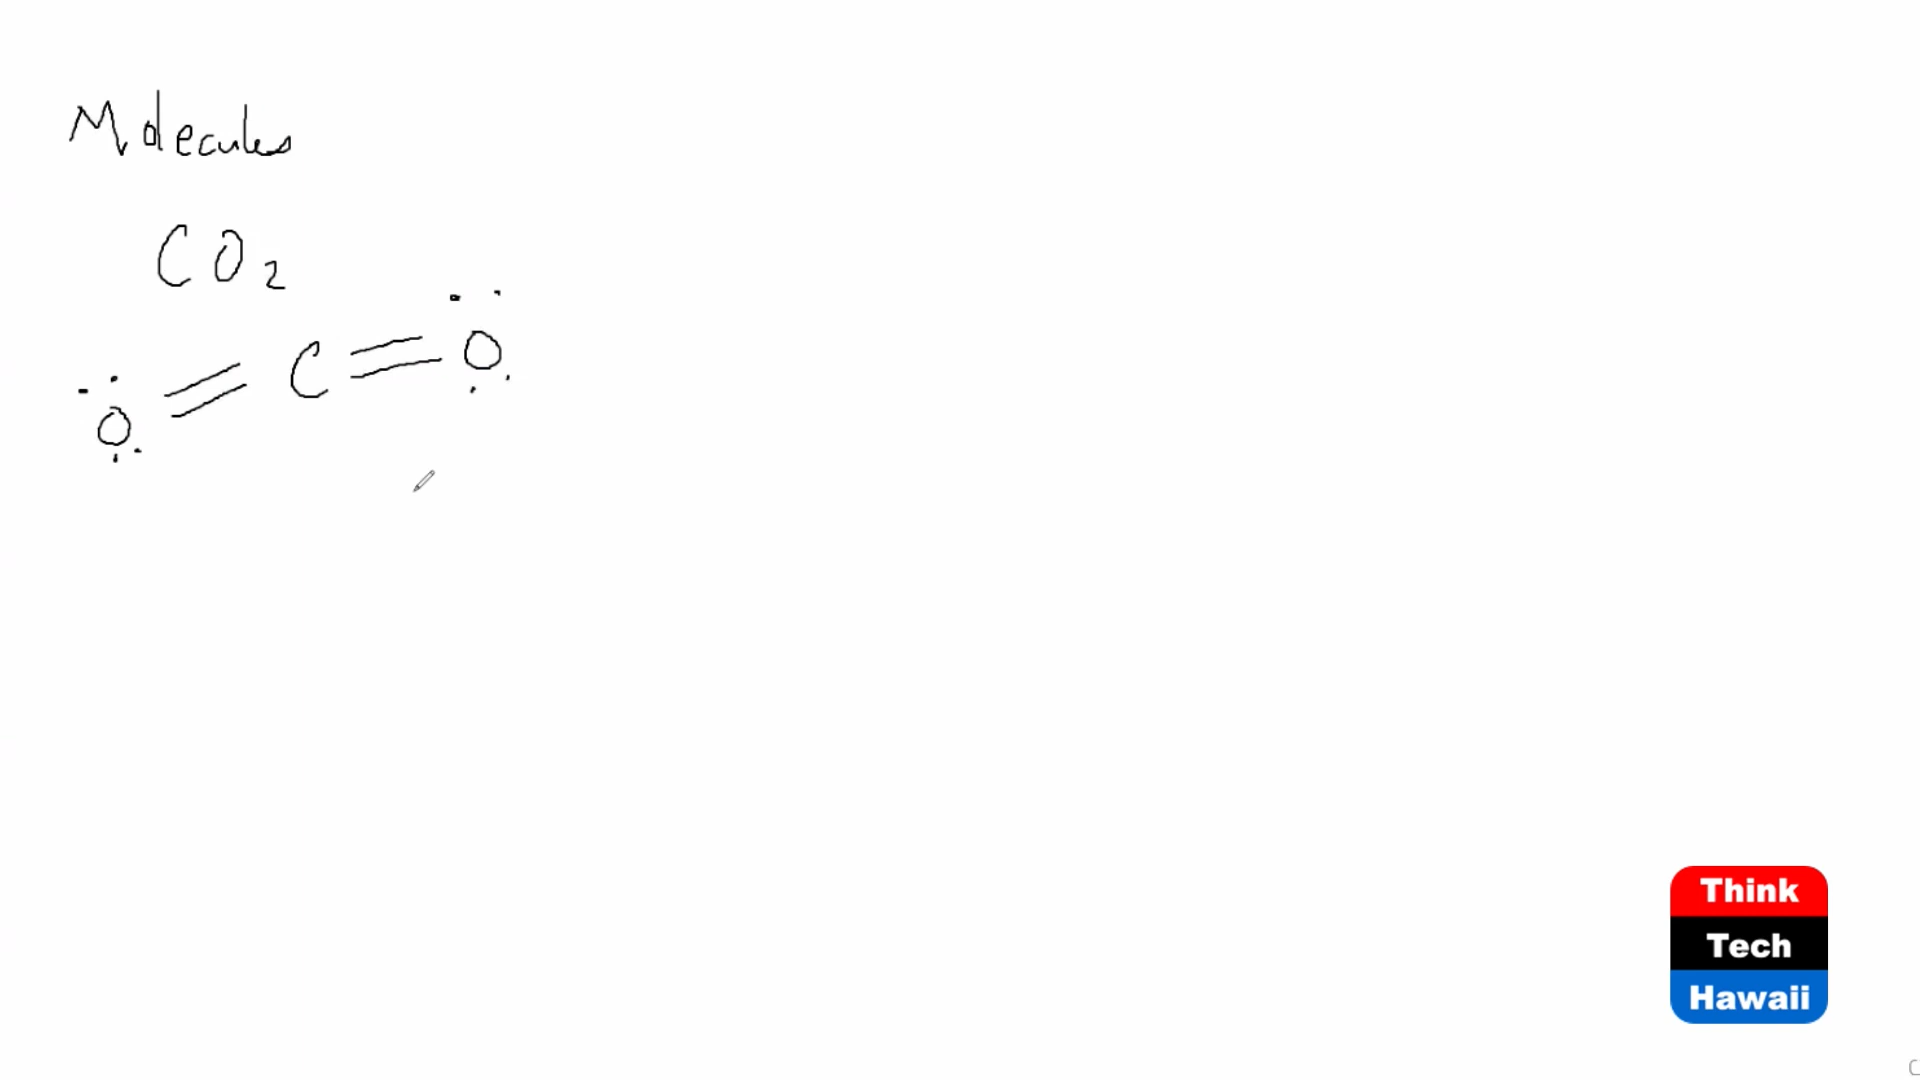 Molecules
CO₂
O = C = O
Think
Tech
Hawaii